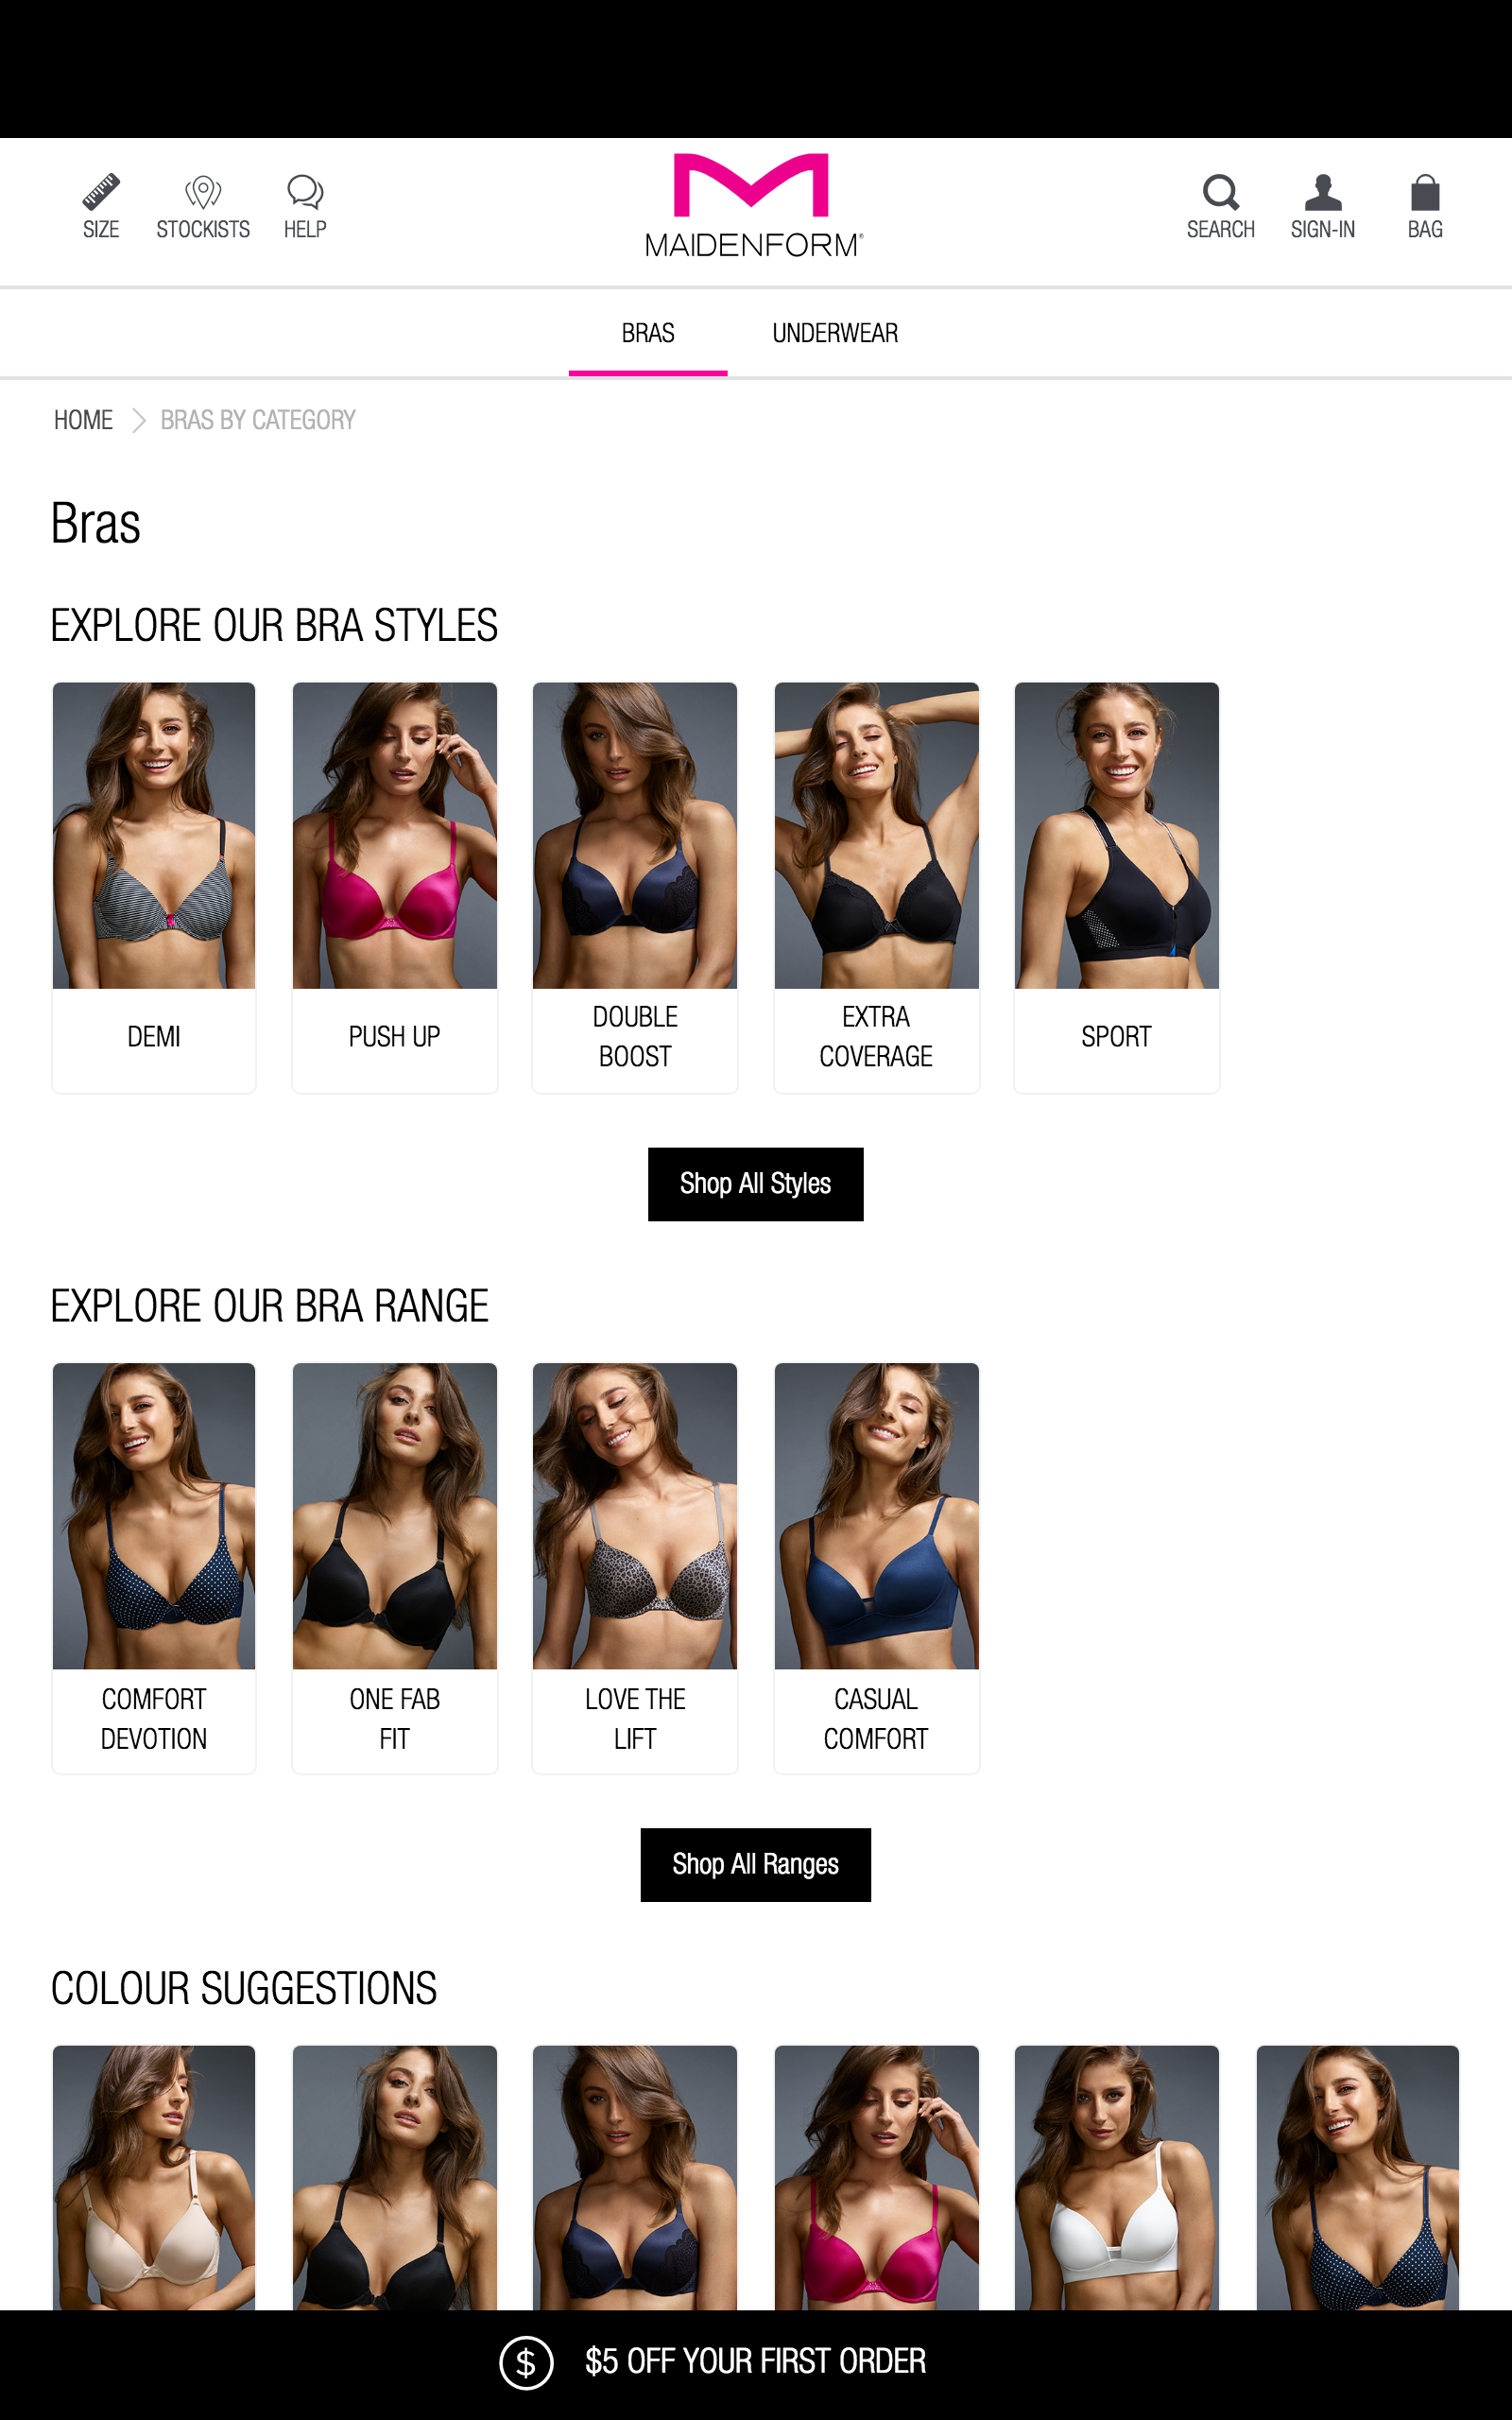 SIZE
STOCKISTS
HELP
MAIDENFORM®
SEARCH
SIGN-IN
BAG
BRAS
UNDERWEAR
HOME
BRAS BY CATEGORY
Bras
EXPLORE OUR BRA STYLES
DEMI
PUSH UP
DOUBLE
BOOST
EXTRA
COVERAGE
SPORT
Shop All Styles
EXPLORE OUR BRA RANGE
COMFORT
DEVOTION
ONE FAB
FIT
LOVE THE
LIFT
CASUAL
COMFORT
Shop All Ranges
COLOUR SUGGESTIONS
$ $5 OFF YOUR FIRST ORDER